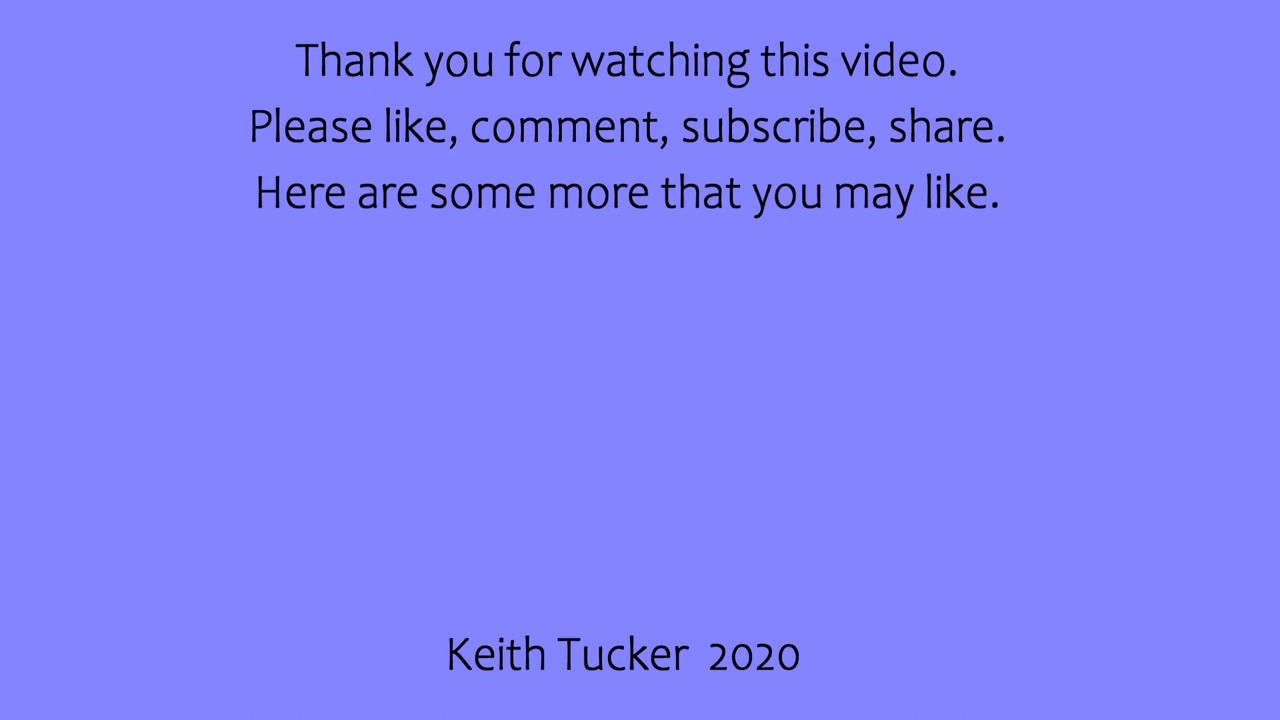 Thank you for watching this video.
Please like, comment, subscribe, share.
Here are some more that you may like.
Keith Tucker 2020